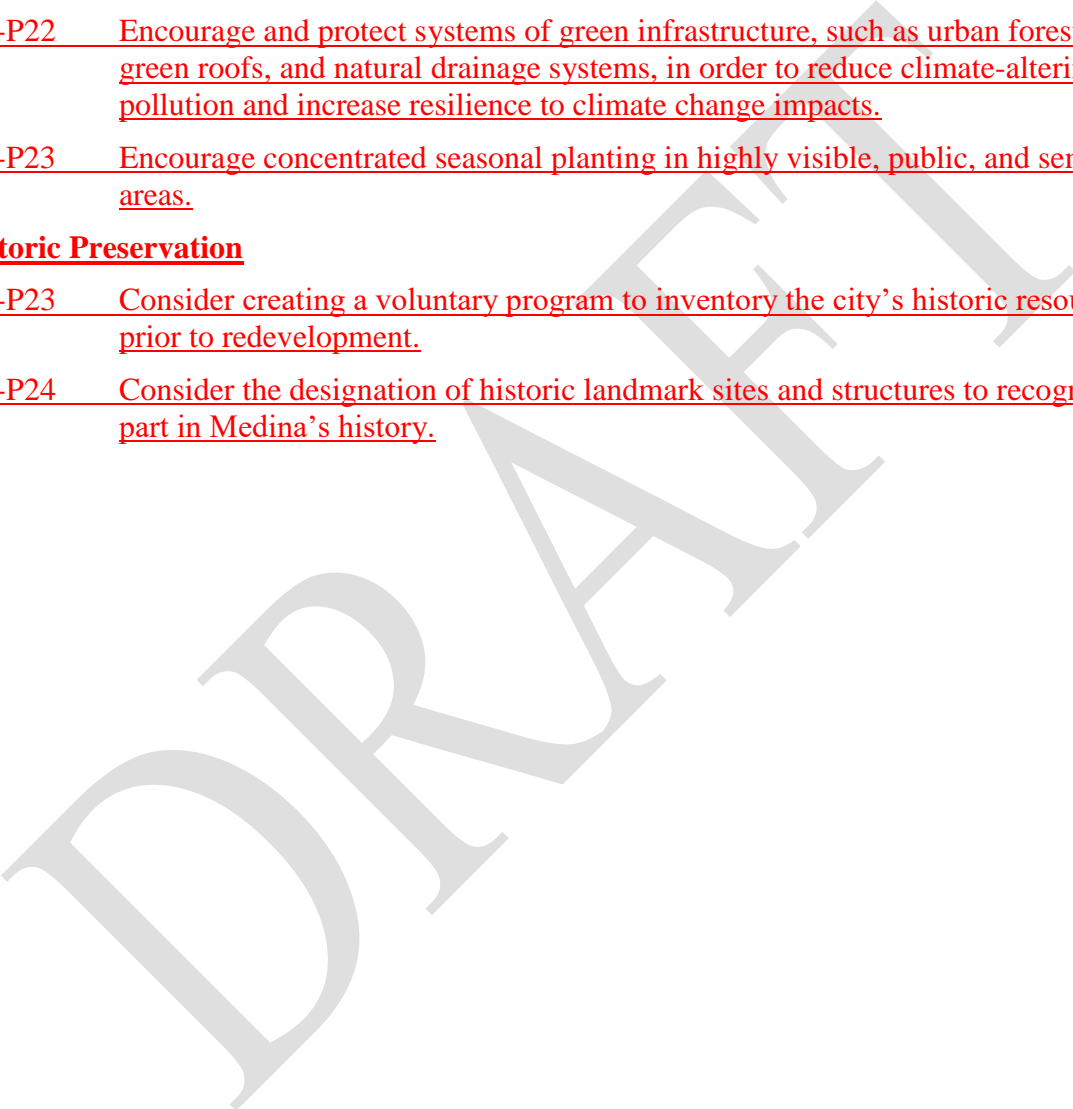 -P22 Encourage and protect systems of green infrastructure, such as urban fores
green roofs, and natural drainage systems, in order to reduce climate-alteri
pollution and increase resilience to climate change impacts.
-P23 Encourage concentrated seasonal planting in highly visible, public, and
areas.
toric Preservation
-P23 Consider creating a voluntary program to inventory the city's historic
prior to redevelopment.
-P24 Consider the designation of historic landmark sites and structures to
part in Medina's history.
DRAFT